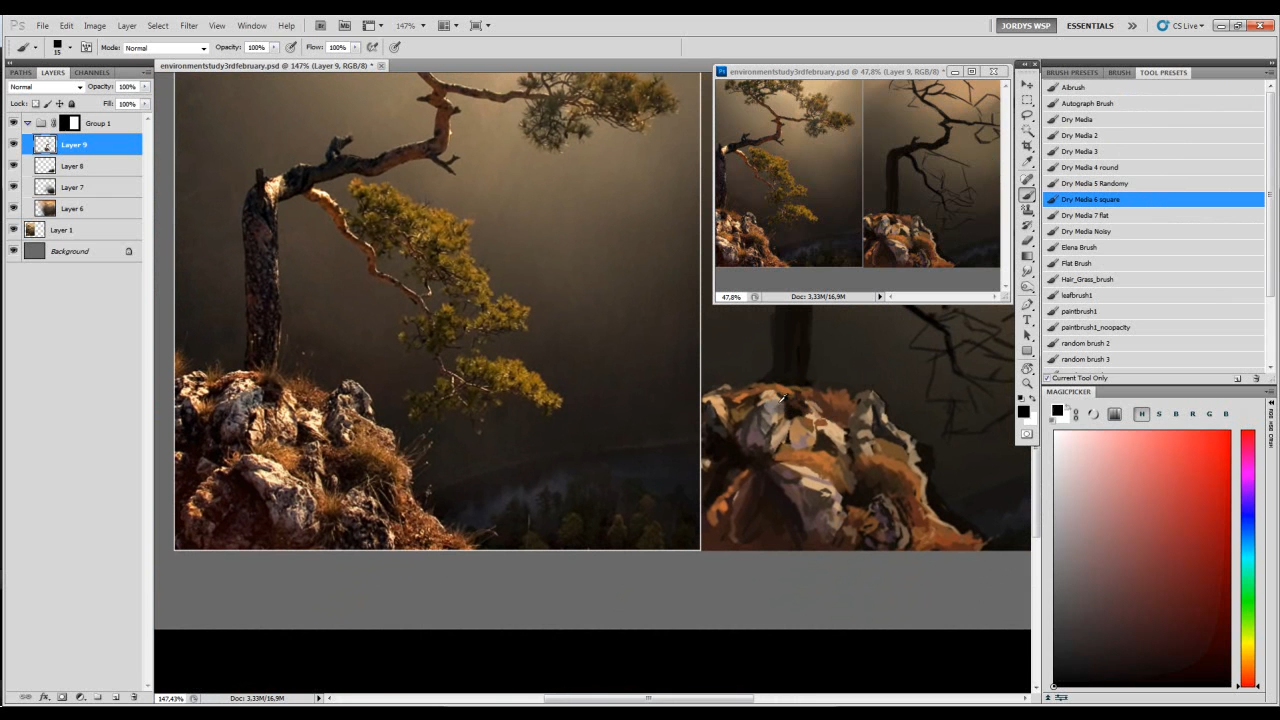 Ps File Edit Image Layer Select Filter View Window Help Br Mb 147% JORDYS WSP ESSENTIALS CS Live
15 Mode: Normal Opacity: 100% Flow: 100%
PATHS LAYERS CHANNELS
Normal Opacity: 100%
Lock: Fill: 100%
Group 1
Layer 9
Layer 8
Layer 7
Layer 6
Layer 1
Background
fx
environmentstudy3rdfebruary.psd @ 147% (Layer 9, RGB/8) *
147,43% Doc: 3,33M/16,9M
Ps environmentstudy3rdfebruary.psd @ 47,8% (Layer 9, RGB/8) *
47,8% Doc: 3,33M/16,9M
T
BRUSH PRESETS BRUSH TOOL PRESETS
Aibrush
Autograph Brush
Dry Media
Dry Media 2
Dry Media 3
Dry Media 4 round
Dry Media 5 Randomy
Dry Media 6 square
Dry Media 7 flat
Dry Media Noisy
Elena Brush
Flat Brush
Hair_Grass_brush
leafbrush1
paintbrush1
paintbrush1_noopacity
random brush 2
random brush 3
Current Tool Only
MAGICPICKER
H S B R G B